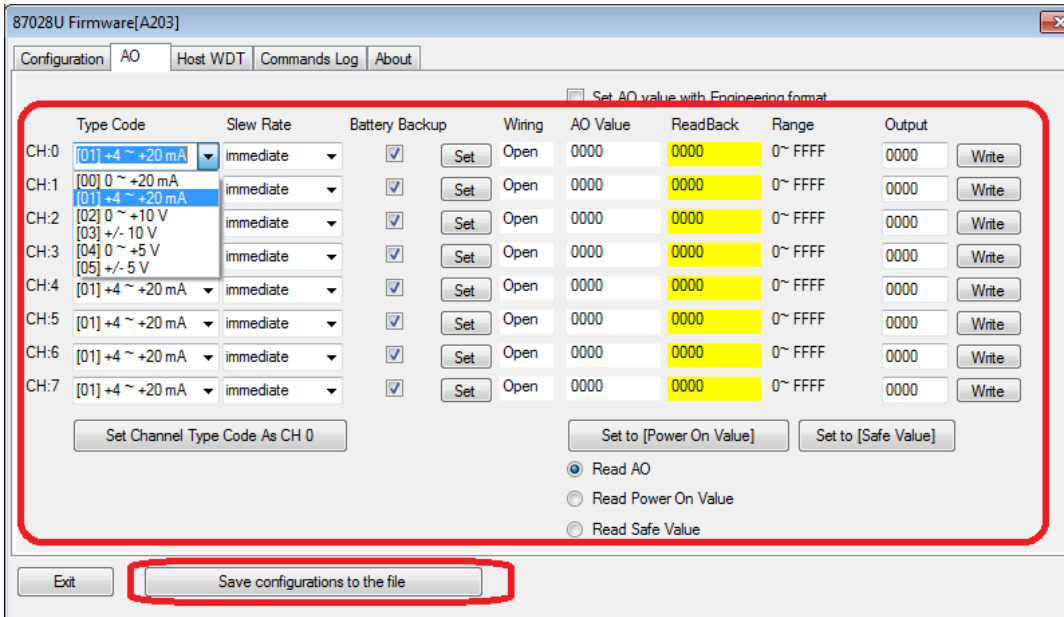 87028U Firmware[A203]
Configuration AO Host WDT Commands Log About
Set AO value with Engineering format
Type Code Slew Rate Battery Backup Wiring AO Value ReadBack Range Output
CH:0 [01] +4 ~ +20 mA immediate Set Open 0000 0000 0~ FFFF 0000 Write
[00] 0 ~ +20 mA
CH:1 [01] +4 ~ +20 mA immediate Set Open 0000 0000 0~ FFFF 0000 Write
CH:2 [02] 0 ~ +10 V immediate Set Open 0000 0000 0~ FFFF 0000 Write
[03] +/- 10 V
CH:3 [04] 0 ~ +5 V immediate Set Open 0000 0000 0~ FFFF 0000 Write
[05] +/- 5 V
CH:4 [01] +4 ~ +20 mA immediate Set Open 0000 0000 0~ FFFF 0000 Write
CH:5 [01] +4 ~ +20 mA immediate Set Open 0000 0000 0~ FFFF 0000 Write
CH:6 [01] +4 ~ +20 mA immediate Set Open 0000 0000 0~ FFFF 0000 Write
CH:7 [01] +4 ~ +20 mA immediate Set Open 0000 0000 0~ FFFF 0000 Write
Set Channel Type Code As CH 0 Set to [Power On Value] Set to [Safe Value]
Read AO
Read Power On Value
Read Safe Value
Exit Save configurations to the file